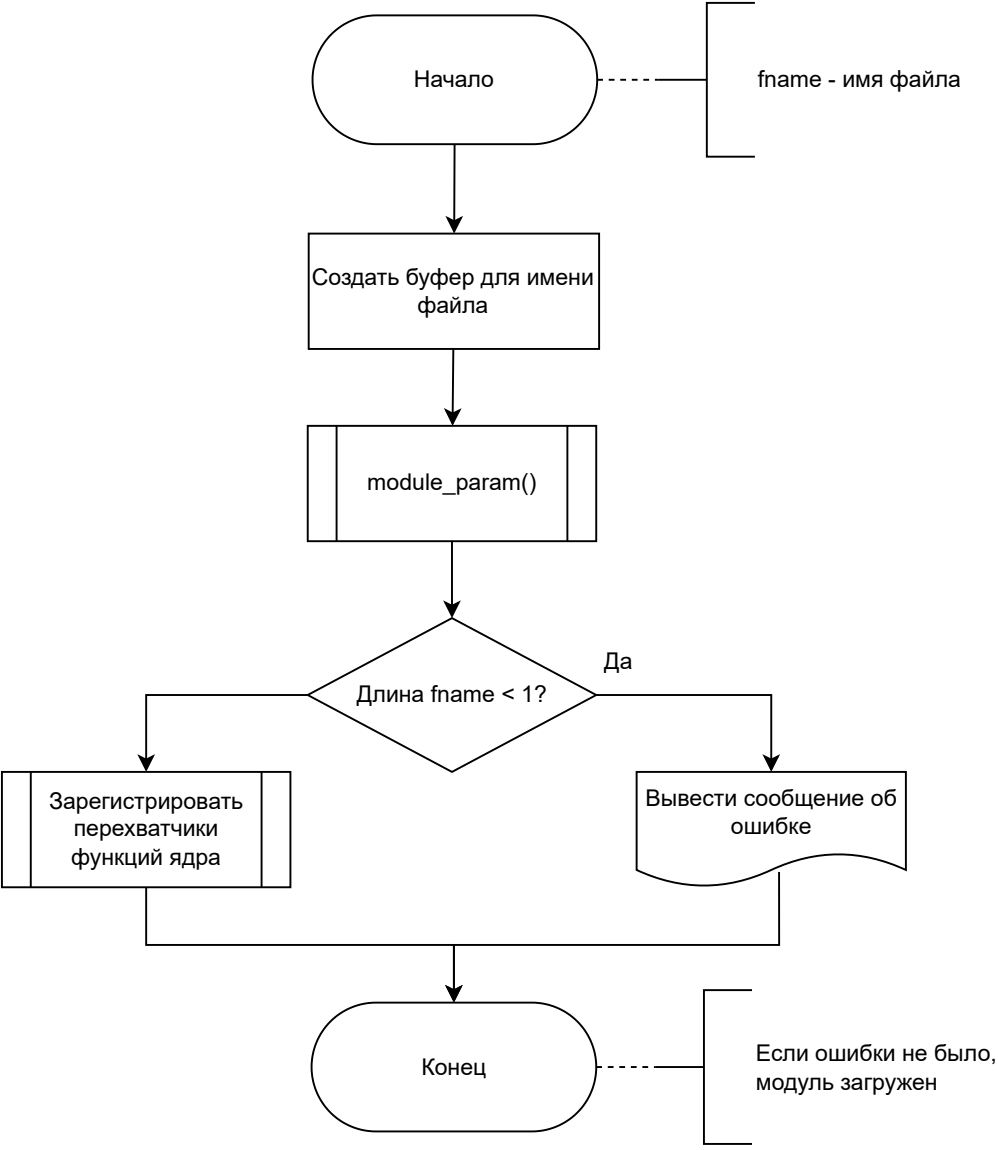 Начало
fname - имя файла
Создать буфер для имени
файла
module_param()
Да
Длина fname < 1?
Зарегистрировать
перехватчики
функций ядра
Вывести сообщение об
ошибке
Конец
Если ошибки не было,
модуль загружен